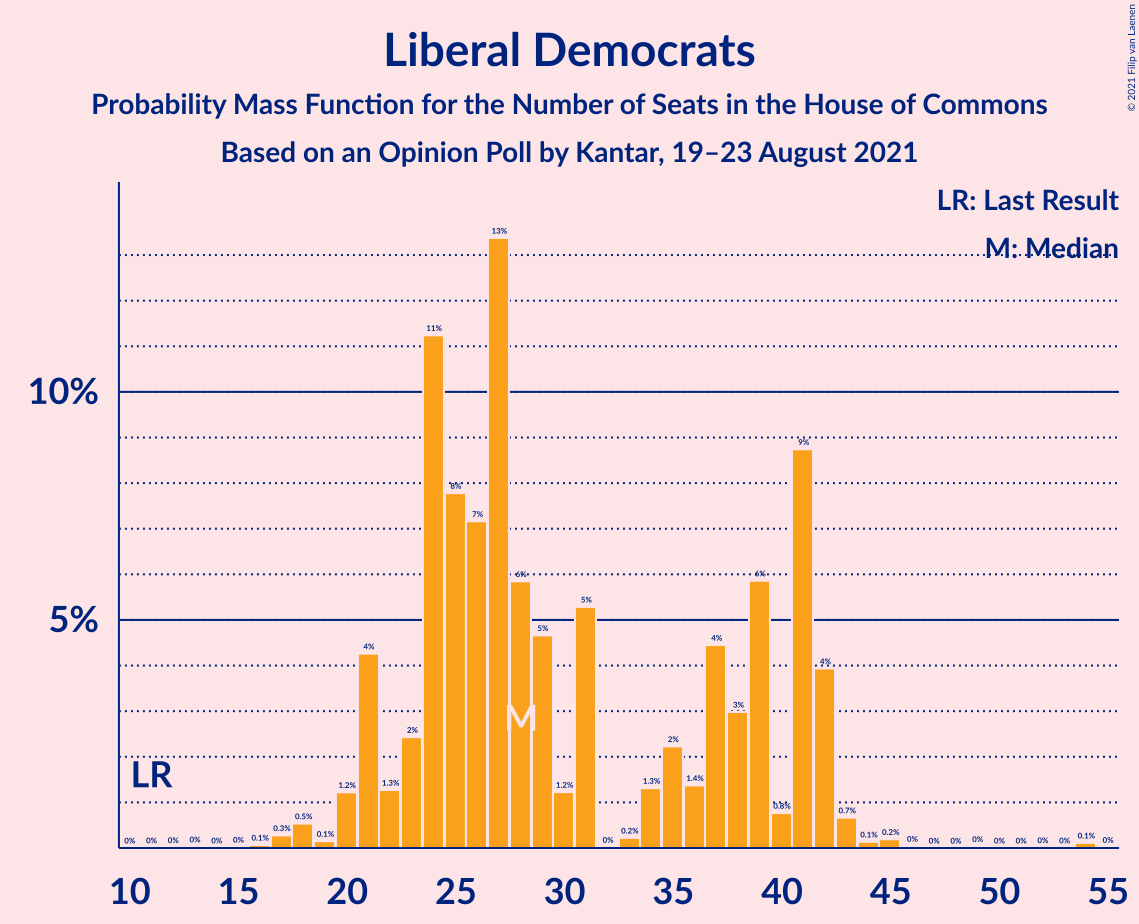 Liberal Democrats
Probability Mass Function for the Number of Seats in the House of Commons
Based on an Opinion Poll by Kantar, 19–23 August 2021
© 2021 Filip van Laenen
LR: Last Result
M: Median
10%
5%
LR
M
0% 0% 0% 0% 0% 0% 0.1% 0.3% 0.5% 0.1% 1.2% 4% 1.3% 2% 11% 8% 7% 13% 6% 5% 1.2% 5% 0% 0.2% 1.3% 2% 1.4% 4% 3% 6% 0.8% 9% 4% 0.7% 0.1% 0.2% 0% 0% 0% 0% 0% 0% 0% 0% 0.1% 0%
10 15 20 25 30 35 40 45 50 55